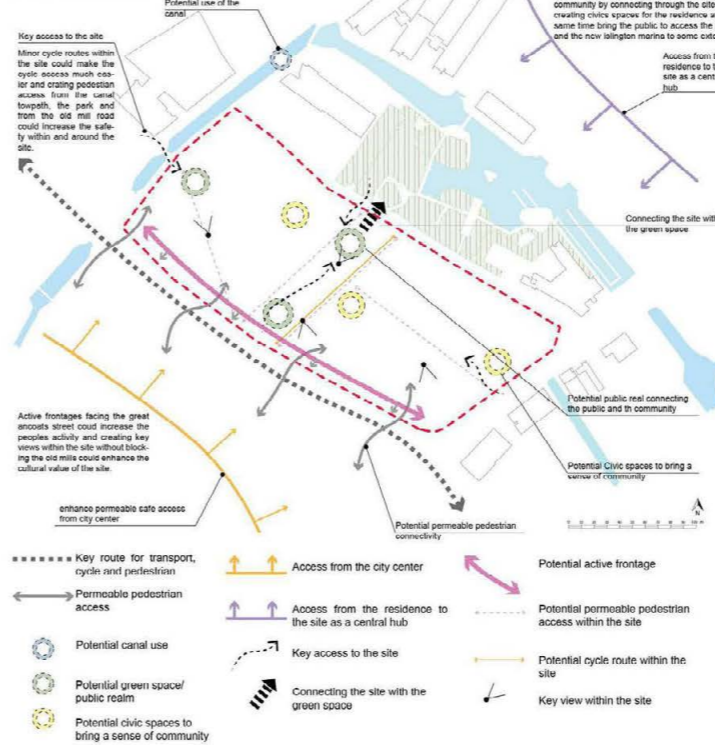 Potential use of the
canal
Key access to the site
Minor cycle routes within
the site could make the
cycle access much eas-
ier and crating pedestian
access from the canal
towpath, the park and
from the old mill road
could increase the safe-
ty within and around the
site.
community by connecting through the site
creating civics spaces for the residence a
same time bring the public to access the
and the new islington marina to some exte
Access from t
residence to t
site as a cent
hub
Connecting the site with
the green space
Potential public real connecting
the public and th community
Potential Civic spaces to bring a
sense of community
Active frontages facing the great
ancoats street coud increase the
peoples activity and creating key
views within the site without block-
ing the old mills could enhance the
cultural value of the site.
enhance permeable safe access
from city center
Potential permeable pedestrian
connectivity
N
Key route for transport,
cycle and pedestrian
Permeable pedestrian
access
Potential canal use
Potential green space/
public realm
Potential civic spaces to
bring a sense of community
Access from the city center
Access from the residence to
the site as a central hub
Key access to the site
Connecting the site with the
green space
Potential active frontage
Potential permeable pedestrian
access within the site
Potential cycle route within the
site
Key view within the site